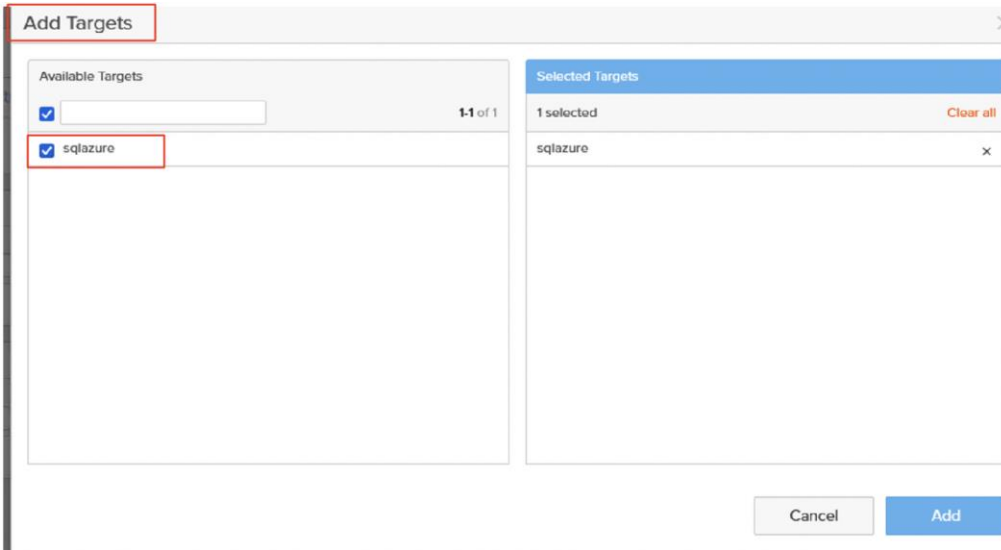 Add Targets
Available Targets
1-1 of 1
sqlazure
Selected Targets
1 selected
Clear all
sqlazure
Cancel
Add